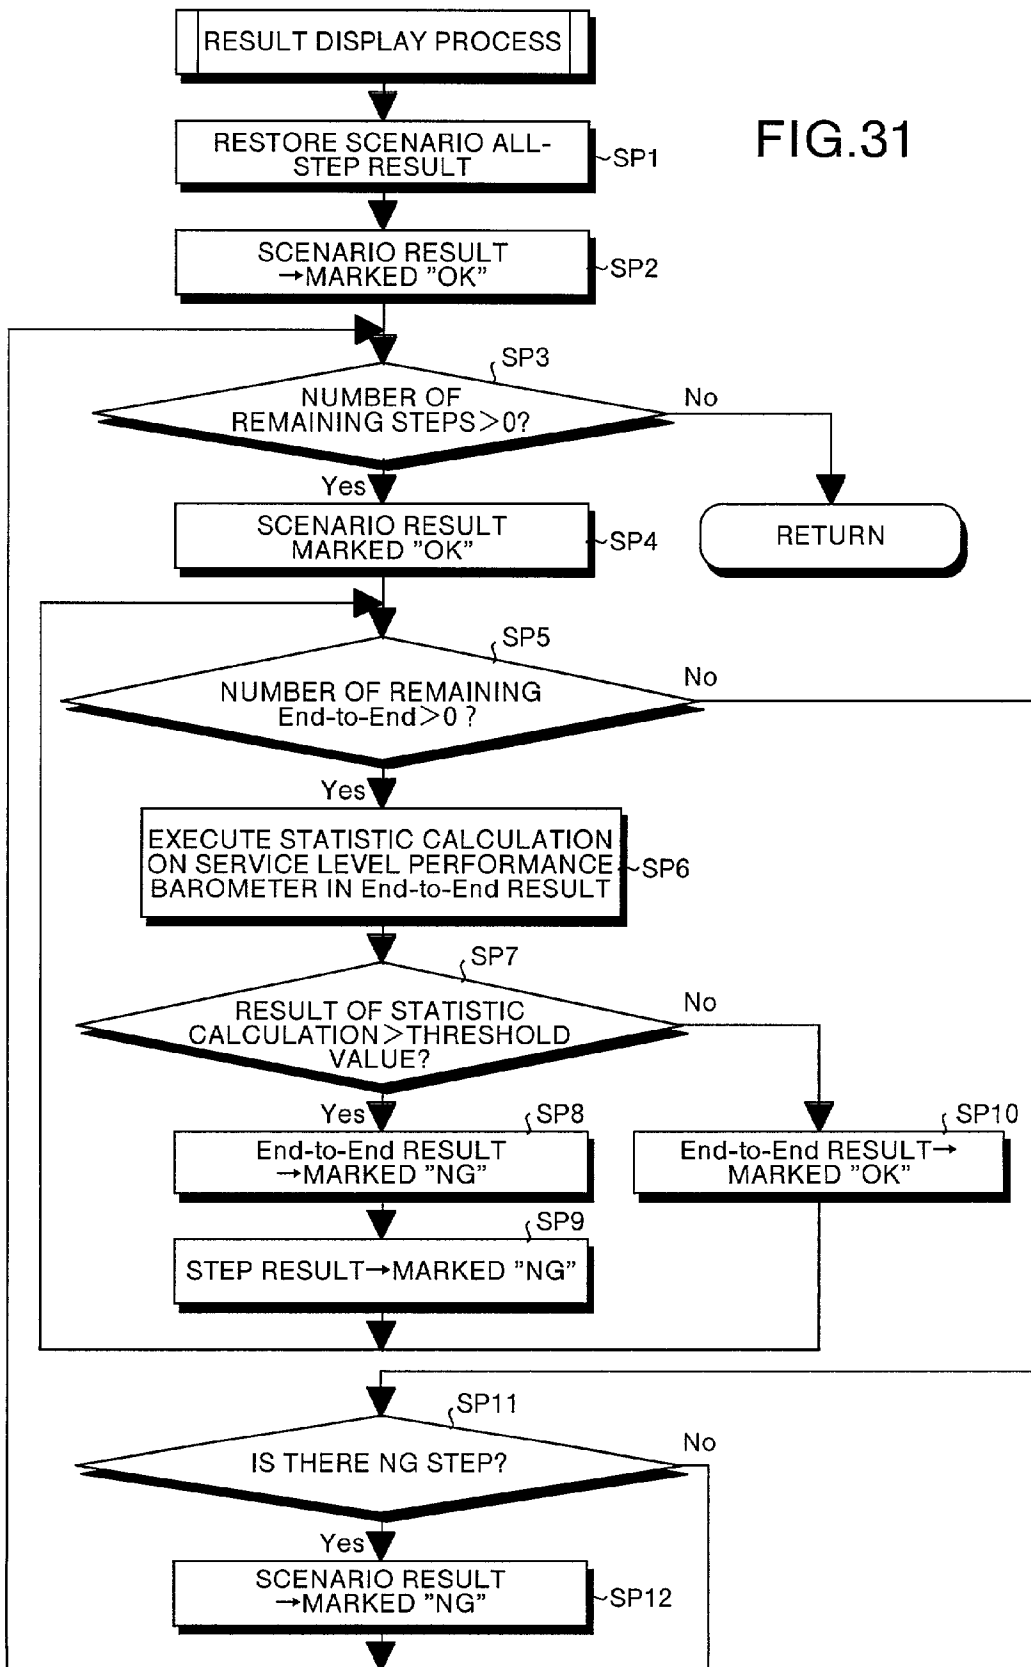 RESULT DISPLAY PROCESS
FIG.31
RESTORE SCENARIO ALL-
STEP RESULT
SP1
SCENARIO RESULT
→MARKED "OK"
SP2
SP3
NUMBER OF
REMAINING STEPS>0?
No
Yes
SCENARIO RESULT
MARKED "OK"
SP4
RETURN
SP5
NUMBER OF REMAINING
End-to-End>0 ?
No
Yes
EXECUTE STATISTIC CALCULATION
ON SERVICE LEVEL PERFORMANCE
BAROMETER IN End-to-End RESULT
SP6
SP7
RESULT OF STATISTIC
CALCULATION>THRESHOLD
VALUE?
No
Yes
SP8
End-to-End RESULT
→MARKED "NG"
SP10
End-to-End RESULT→
MARKED "OK"
SP9
STEP RESULT→MARKED "NG"
SP11
IS THERE NG STEP?
No
Yes
SCENARIO RESULT
→MARKED "NG"
SP12